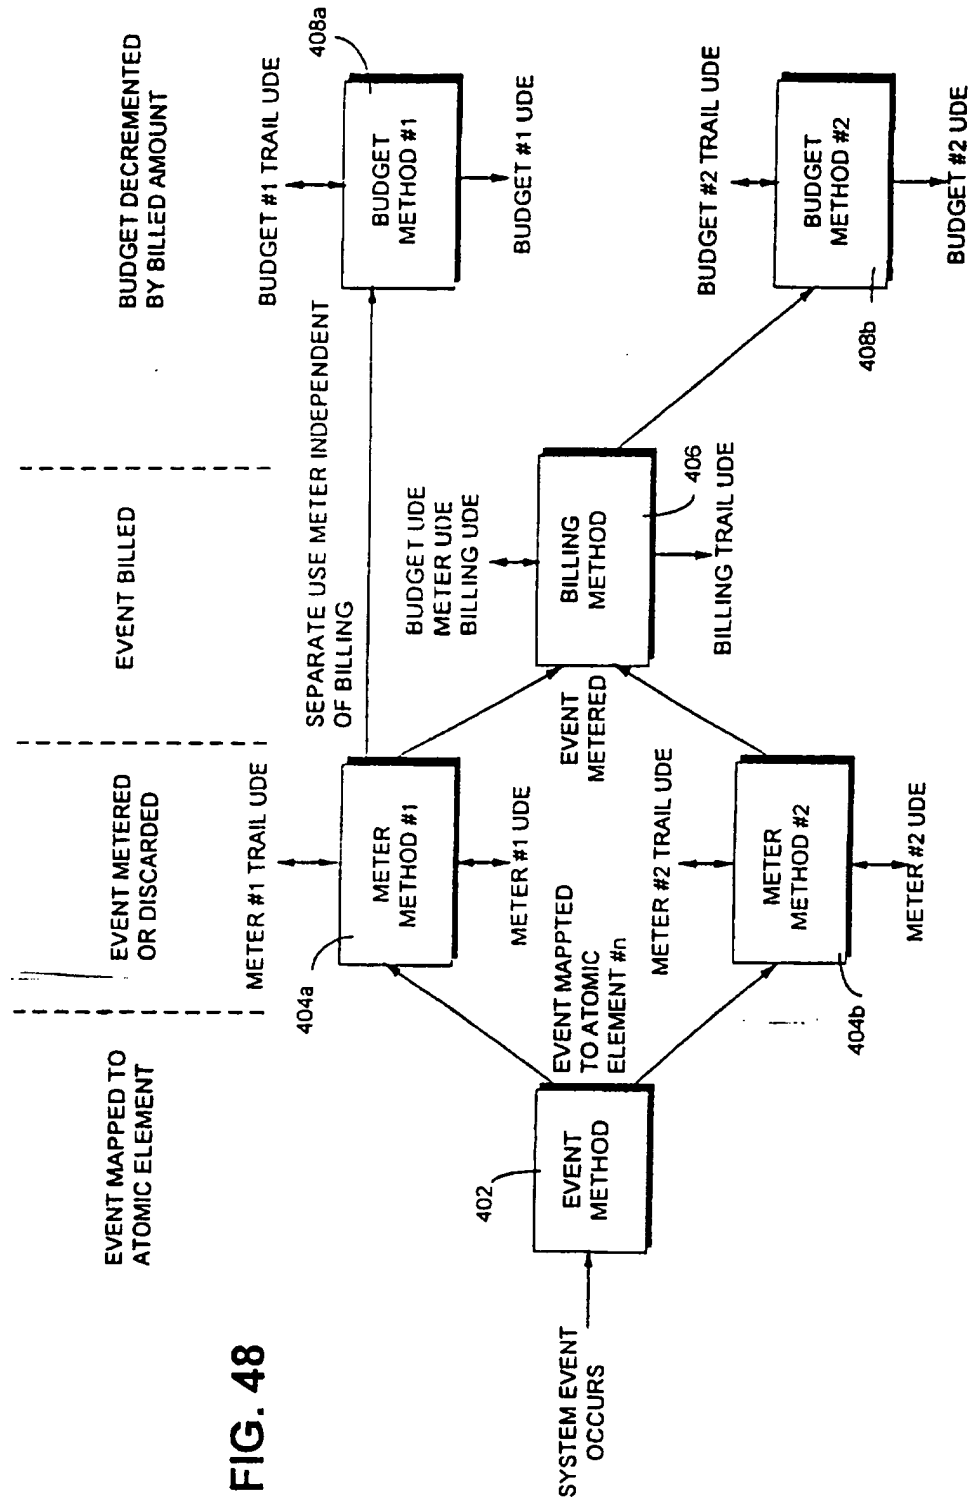 FIG. 48
EVENT MAPPED TO
ATOMIC ELEMENT
EVENT METERED
OR DISCARDED
EVENT BILLED
BUDGET DECREMENTED
BY BILLED AMOUNT
SYSTEM EVENT
OCCURS
402
EVENT
METHOD
EVENT MAPPTED
TO ATOMIC
ELEMENT #n
METER #1 TRAIL UDE
404a
METER
METHOD #1
METER #1 UDE
METER #2 TRAIL UDE
METER
METHOD #2
404b
METER #2 UDE
SEPARATE USE METER INDEPENDENT
OF BILLING
EVENT
METERED
BUDGET UDE
METER UDE
BILLING UDE
BILLING
METHOD
406
BILLING TRAIL UDE
BUDGET #1 TRAIL UDE
408a
BUDGET
METHOD #1
BUDGET #1 UDE
BUDGET #2 TRAIL UDE
BUDGET
METHOD #2
408b
BUDGET #2 UDE